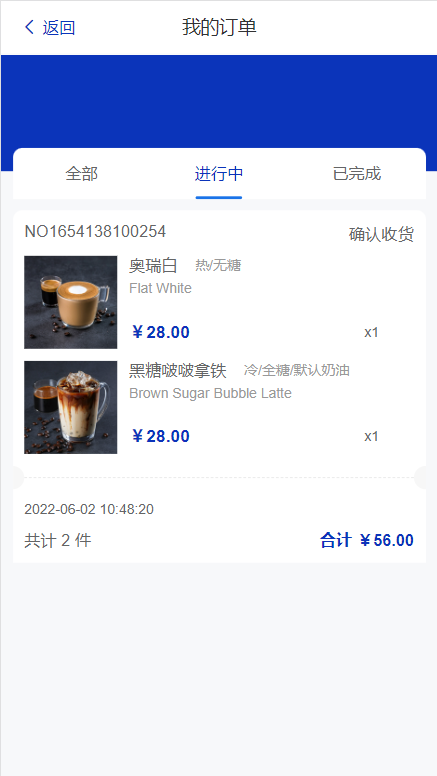 返回 我的订单
全部 进行中 已完成
NO1654138100254 确认收货
奥瑞白 热/无糖
Flat White
￥28.00 x1
黑糖啵啵拿铁 冷/全糖/默认奶油
Brown Sugar Bubble Latte
￥28.00 x1
2022-06-02 10:48:20
共计 2 件 合计 ￥56.00